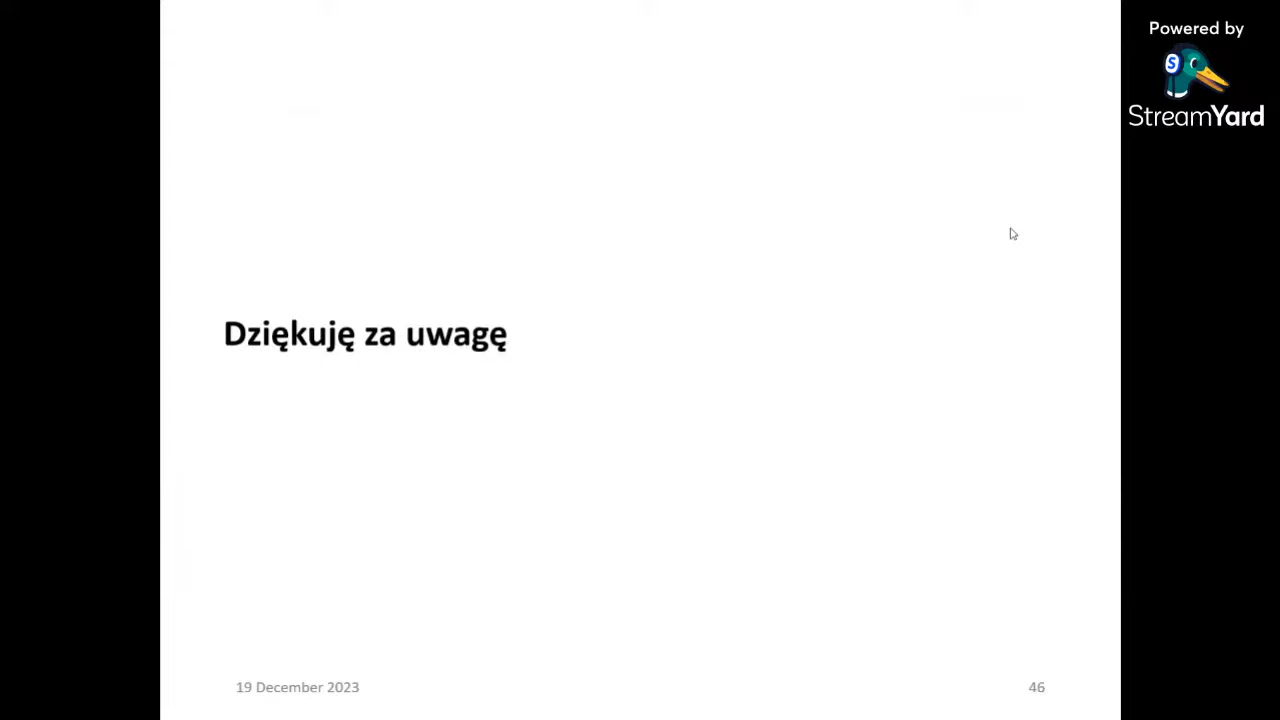 Powered by
S
StreamYard
Dziękuję za uwagę
19 December 2023
46